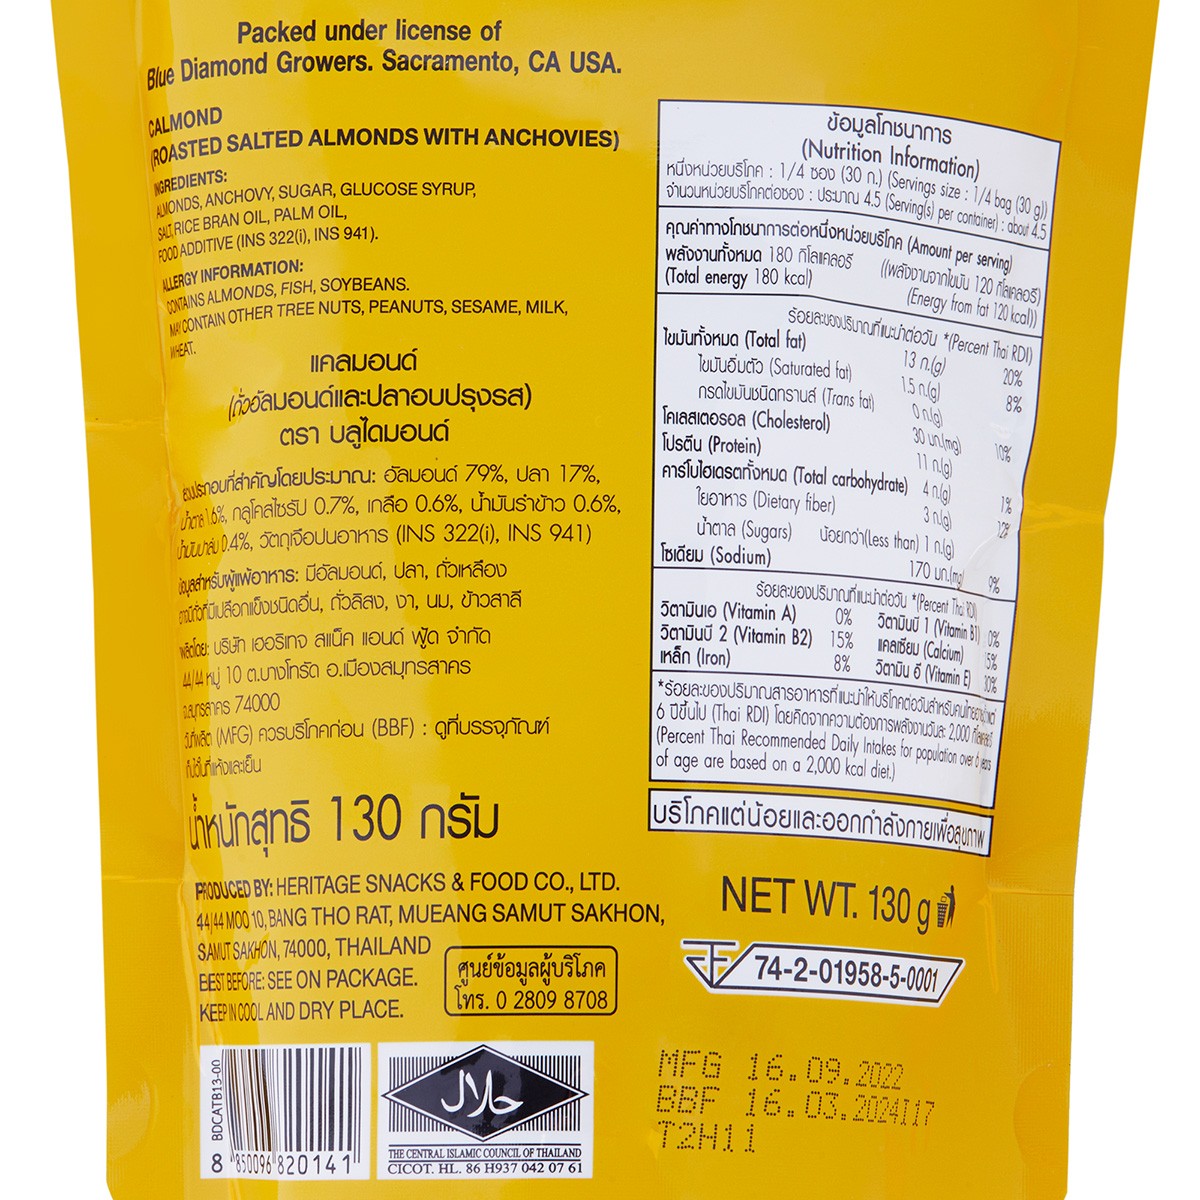 Packed under license of
Blue Diamond Growers. Sacramento, CA USA.
CALMOND
(ROASTED SALTED ALMONDS WITH ANCHOVIES)
INGREDIENTS:
ALMONDS, ANCHOVY, SUGAR, GLUCOSE SYRUP,
SALT, RICE BRAN OIL, PALM OIL,
FOOD ADDITIVE (INS 322(i), INS 941).
ALLERGY INFORMATION:
CONTAINS ALMONDS, FISH, SOYBEANS.
MAY CONTAIN OTHER TREE NUTS, PEANUTS, SESAME, MILK,
WHEAT.
แคลมอนด์
(ถั่วอัลมอนด์และปลาอบปรุงรส)
ตรา บลูไดมอนด์
ส่วนประกอบที่สำคัญโดยประมาณ: อัลมอนด์ 79%, ปลา 17%,
น้ำตาล 1.6%, กลูโคสไซรัป 0.7%, เกลือ 0.6%, น้ำมันรำข้าว 0.6%,
น้ำมันปาล์ม 0.4%, วัตถุเจือปนอาหาร (INS 322(i), INS 941)
ข้อมูลสำหรับผู้แพ้อาหาร: มีอัลมอนด์, ปลา, ถั่วเหลือง
อาจมีถั่วที่มีเปลือกแข็งชนิดอื่น, ถั่วลิสง, งา, นม, ข้าวสาลี
ผลิตโดย: บริษัท เฮอริเทจ สแน็ค แอนด์ ฟู้ด จำกัด
44/44 หมู่ 10 ต.บางโทรัด อ.เมืองสมุทรสาคร
จ.สมุทรสาคร 74000
วันที่ผลิต (MFG) ควรบริโภคก่อน (BBF) : ดูที่บรรจุภัณฑ์
เก็บไว้ในที่แห้งและเย็น
น้ำหนักสุทธิ 130 กรัม
PRODUCED BY: HERITAGE SNACKS & FOOD CO., LTD.
44/44 MOO 10, BANG THO RAT, MUEANG SAMUT SAKHON,
SAMUT SAKHON, 74000, THAILAND
BEST BEFORE: SEE ON PACKAGE.
KEEP IN COOL AND DRY PLACE.
ศูนย์ข้อมูลผู้บริโภค
โทร. 0 2809 8708
BDCATB13-00
8 850096 820141
حلال
THE CENTRAL ISLAMIC COUNCIL OF THAILAND
CICOT. HL. 86 H937 042 07 61
ข้อมูลโภชนาการ
(Nutrition Information)
หนึ่งหน่วยบริโภค : 1/4 ซอง (30 ก.) (Servings size : 1/4 bag (30 g))
จำนวนหน่วยบริโภคต่อซอง : ประมาณ 4.5 (Serving(s) per container) : about 4.5
คุณค่าทางโภชนาการต่อหนึ่งหน่วยบริโภค (Amount per serving)
พลังงานทั้งหมด 180 กิโลแคลอรี ((พลังงานจากไขมัน 120 กิโลแคลอรี)
(Total energy 180 kcal) (Energy from fat 120 kcal))
ร้อยละของปริมาณที่แนะนำต่อวัน *(Percent Thai RDI)
ไขมันทั้งหมด (Total fat) 13 ก.(g) 20%
ไขมันอิ่มตัว (Saturated fat) 1.5 ก.(g) 8%
กรดไขมันชนิดทรานส์ (Trans fat) 0 ก.(g)
โคเลสเตอรอล (Cholesterol) 30 มก.(mg) 10%
โปรตีน (Protein) 11 ก.(g)
คาร์โบไฮเดรตทั้งหมด (Total carbohydrate) 4 ก.(g) 1%
ใยอาหาร (Dietary fiber) 3 ก.(g) 12%
น้ำตาล (Sugars) น้อยกว่า(Less than) 1 ก.(g)
โซเดียม (Sodium) 170 มก.(mg) 9%
ร้อยละของปริมาณที่แนะนำต่อวัน *(Percent Thai RDI)
วิตามินเอ (Vitamin A) 0% วิตามินบี 1 (Vitamin B1) 0%
วิตามินบี 2 (Vitamin B2) 15% แคลเซียม (Calcium) 15%
เหล็ก (Iron) 8% วิตามิน อี (Vitamin E) 30%
*ร้อยละของปริมาณสารอาหารที่แนะนำให้บริโภคต่อวันสำหรับคนไทยอายุตั้งแต่
6 ปีขึ้นไป (Thai RDI) โดยคิดจากความต้องการพลังงานวันละ 2,000 กิโลแคลอรี
(Percent Thai Recommended Daily Intakes for population over 6 years
of age are based on a 2,000 kcal diet.)
บริโภคแต่น้อยและออกกำลังกายเพื่อสุขภาพ
NET WT. 130 g
74-2-01958-5-0001
MFG 16.09.2022
BBF 16.03.2024I17
T2H11